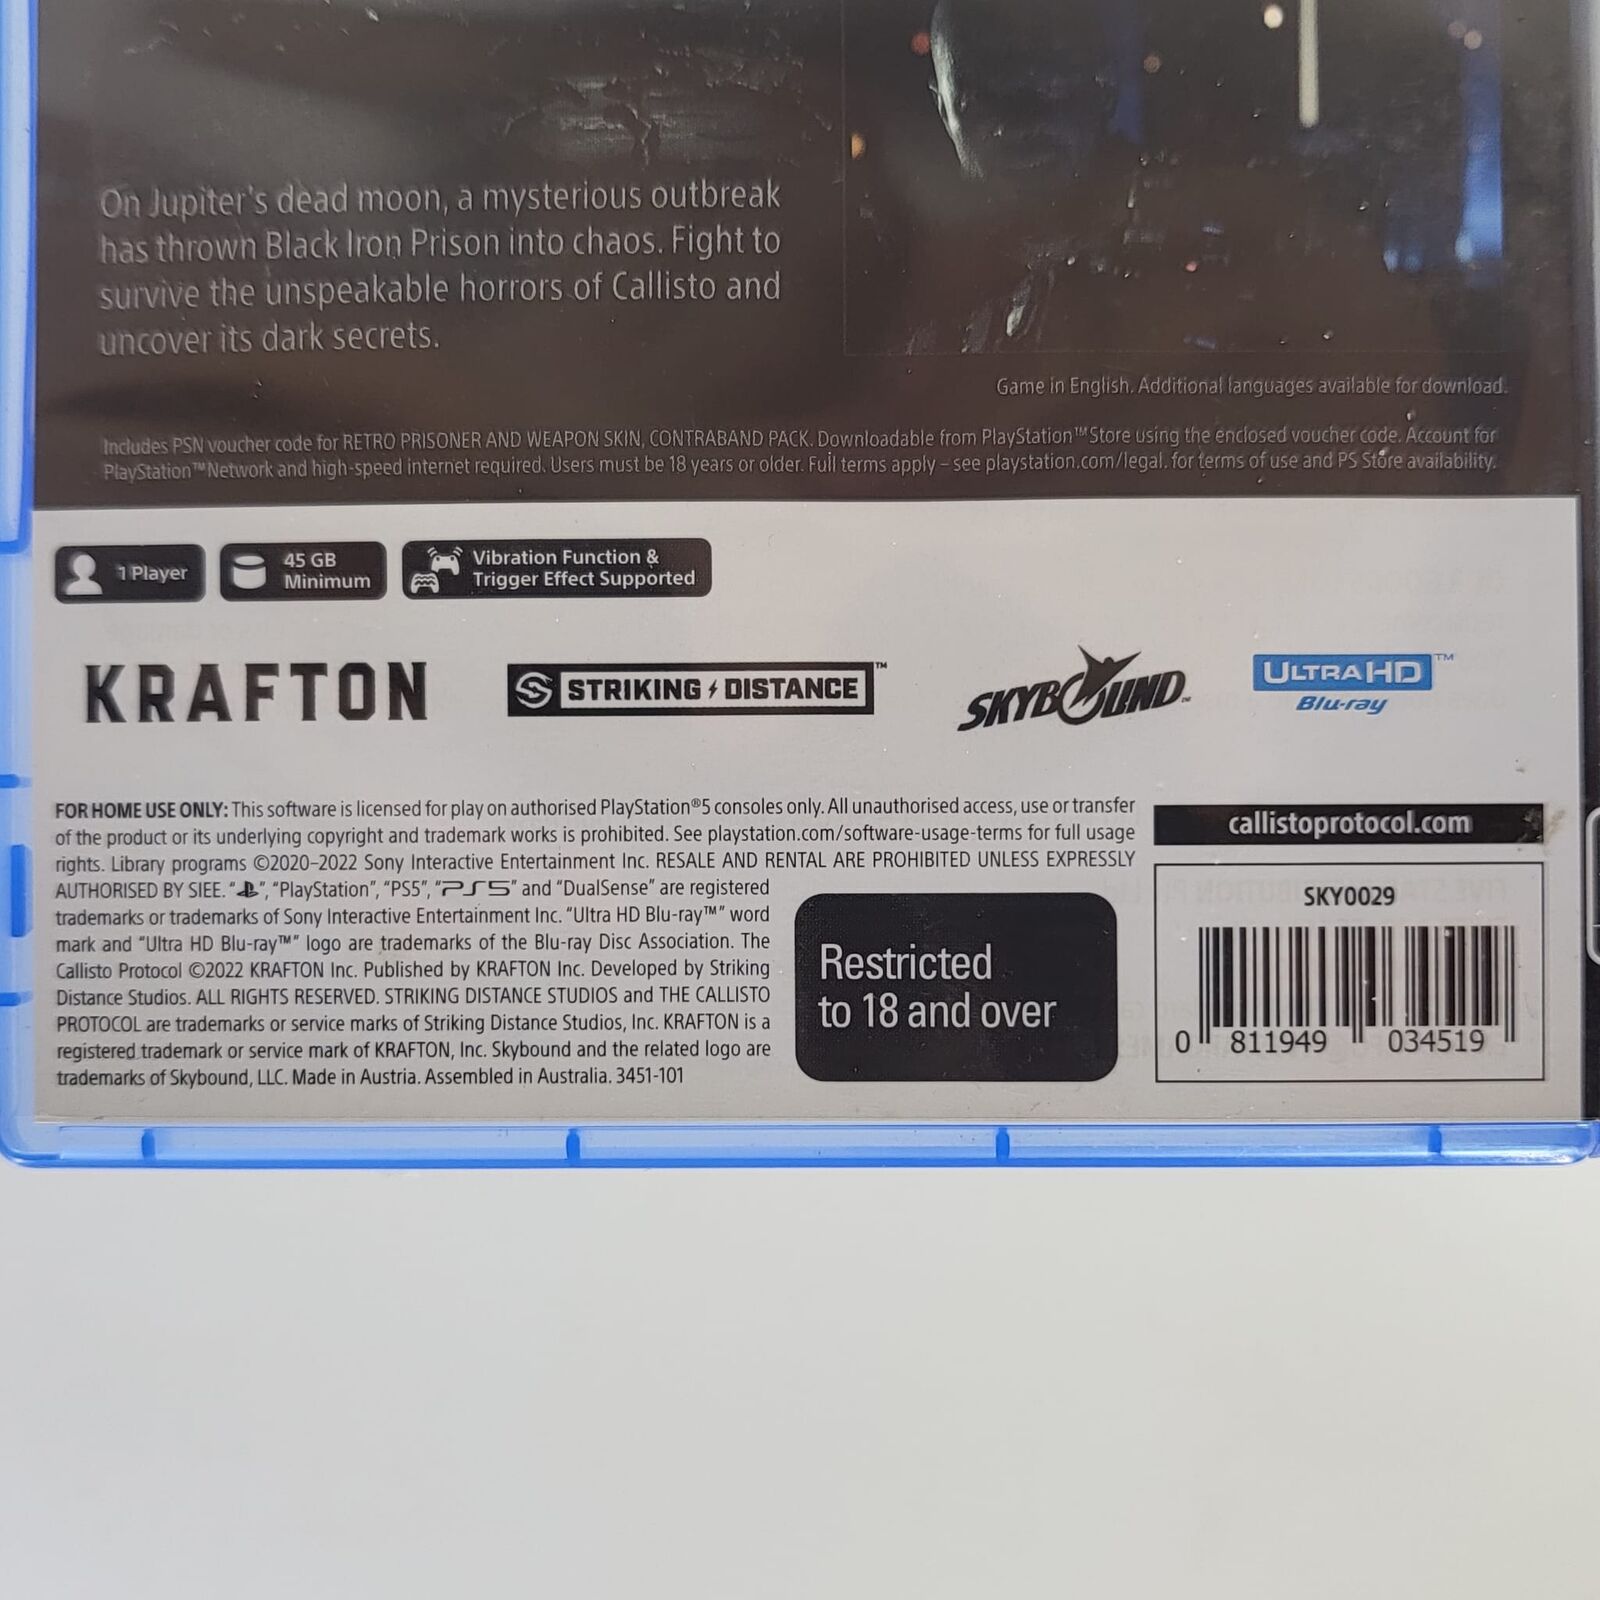 On Jupiter's dead moon, a mysterious outbreak
has thrown Black Iron Prison into chaos. Fight to
survive the unspeakable horrors of Callisto and
uncover its dark secrets.
Game in English. Additional languages available for download.
Includes PSN voucher code for RETRO PRISONER AND WEAPON SKIN, CONTRABAND PACK. Downloadable from PlayStation™Store using the enclosed voucher code. Account for
PlayStation™Network and high-speed internet required. Users must be 18 years or older. Full terms apply – see playstation.com/legal. for terms of use and PS Store availability.
1 Player
45 GB
Minimum
Vibration Function &
Trigger Effect Supported
KRAFTON
STRIKING DISTANCE™
SKYBOUND™
ULTRA HD™
Blu-ray
FOR HOME USE ONLY: This software is licensed for play on authorised PlayStation®5 consoles only. All unauthorised access, use or transfer
of the product or its underlying copyright and trademark works is prohibited. See playstation.com/software-usage-terms for full usage
rights. Library programs ©2020–2022 Sony Interactive Entertainment Inc. RESALE AND RENTAL ARE PROHIBITED UNLESS EXPRESSLY
AUTHORISED BY SIEE. "PS", "PlayStation", "PS5", "PS5" and "DualSense" are registered
trademarks or trademarks of Sony Interactive Entertainment Inc. "Ultra HD Blu-ray™" word
mark and "Ultra HD Blu-ray™" logo are trademarks of the Blu-ray Disc Association. The
Callisto Protocol ©2022 KRAFTON Inc. Published by KRAFTON Inc. Developed by Striking
Distance Studios. ALL RIGHTS RESERVED. STRIKING DISTANCE STUDIOS and THE CALLISTO
PROTOCOL are trademarks or service marks of Striking Distance Studios, Inc. KRAFTON is a
registered trademark or service mark of KRAFTON, Inc. Skybound and the related logo are
trademarks of Skybound, LLC. Made in Austria. Assembled in Australia. 3451-101
Restricted
to 18 and over
callistoprotocol.com
SKY0029
0 811949 034519